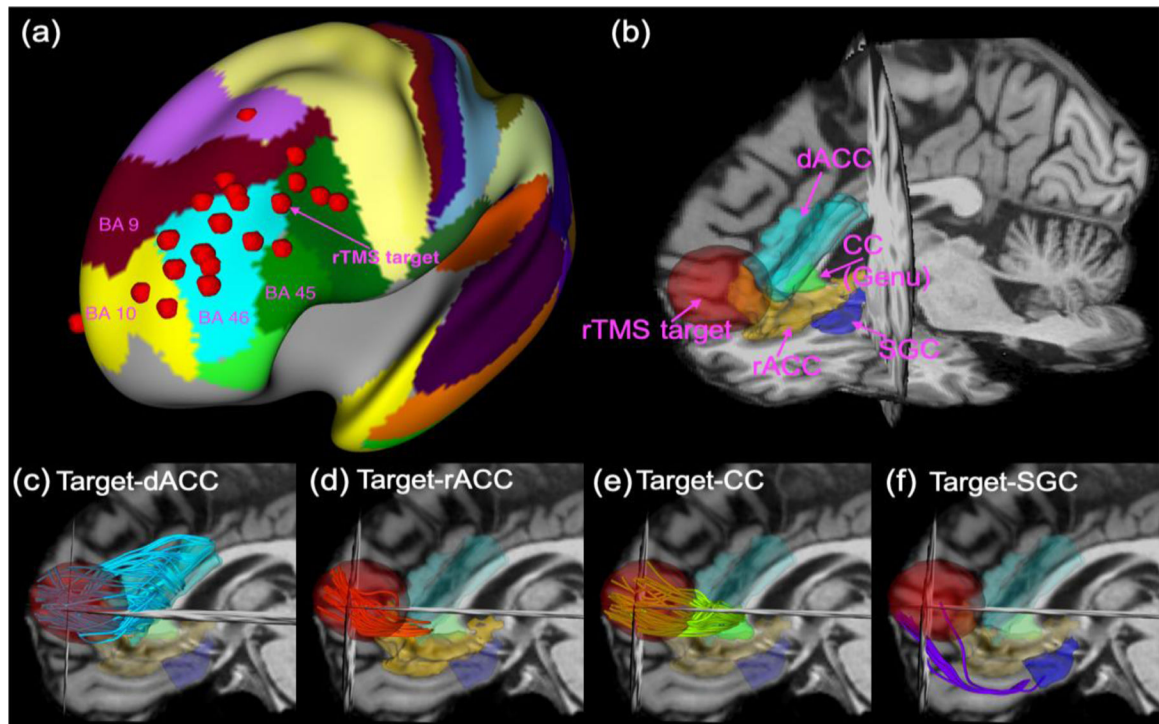 (a)
BA 9
rTMS target
BA 45
BA 10
BA 46
(b)
dACC
CC
(Genu)
rTMS target
rACC
SGC
(c) Target-dACC
(d) Target-rACC
(e) Target-CC
(f) Target-SGC